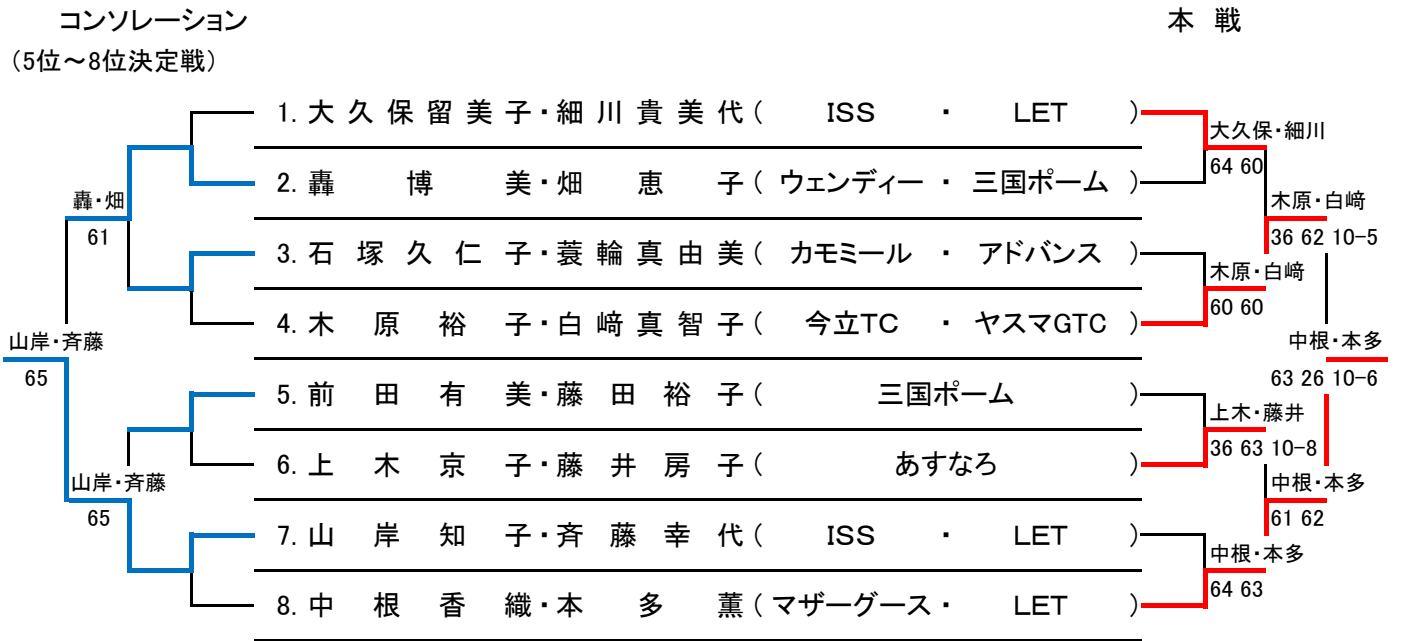 コンソレーション
本 戦
（5位～8位決定戦）
1. 大久保留美子・細川貴美代（ ISS ・ LET ）
大久保・細川
64 60
2. 轟博美・畑恵子（ ウェンディー ・ 三国ポーム ）
轟・畑
61
木原・白﨑
36 62 10-5
3. 石塚久仁子・蓑輪真由美（ カモミール ・ アドバンス ）
木原・白﨑
60 60
4. 木原裕子・白﨑真智子（ 今立TC ・ ヤスマGTC ）
山岸・斉藤
65
中根・本多
63 26 10-6
5. 前田有美・藤田裕子（ 三国ポーム ）
上木・藤井
36 63 10-8
6. 上木京子・藤井房子（ あすなろ ）
山岸・斉藤
65
中根・本多
61 62
7. 山岸知子・斉藤幸代（ ISS ・ LET ）
中根・本多
64 63
8. 中根香織・本多薫（ マザーグース ・ LET ）